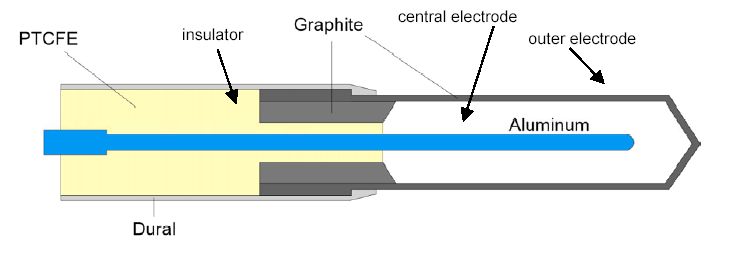 central electrode
Graphite
insulator
PTCFE
outer electrode
Aluminum
Dural